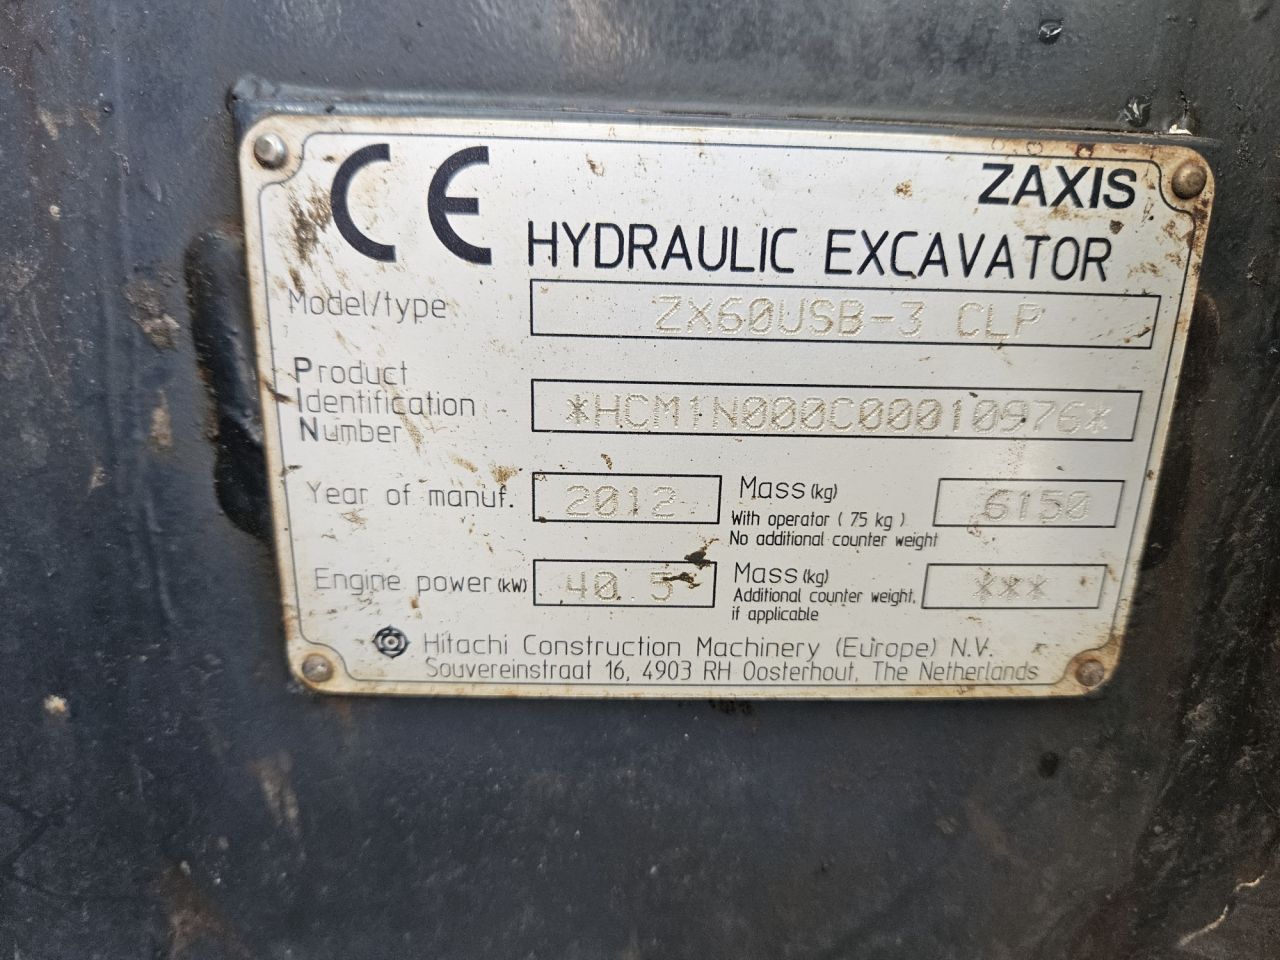 CE
ZAXIS
HYDRAULIC EXCAVATOR
Model/type ZX60USB-3 CLP
Product
Identification *HCM1N000C00010976*
Number
Year of manuf. 2012 Mass (kg) 6150
With operator ( 75 kg )
No additional counter weight
Engine power (kW) 40.5 Mass (kg) ***
Additional counter weight,
if applicable
Hitachi Construction Machinery (Europe) N.V.
Souvereinstraat 16, 4903 RH Oosterhout, The Netherlands